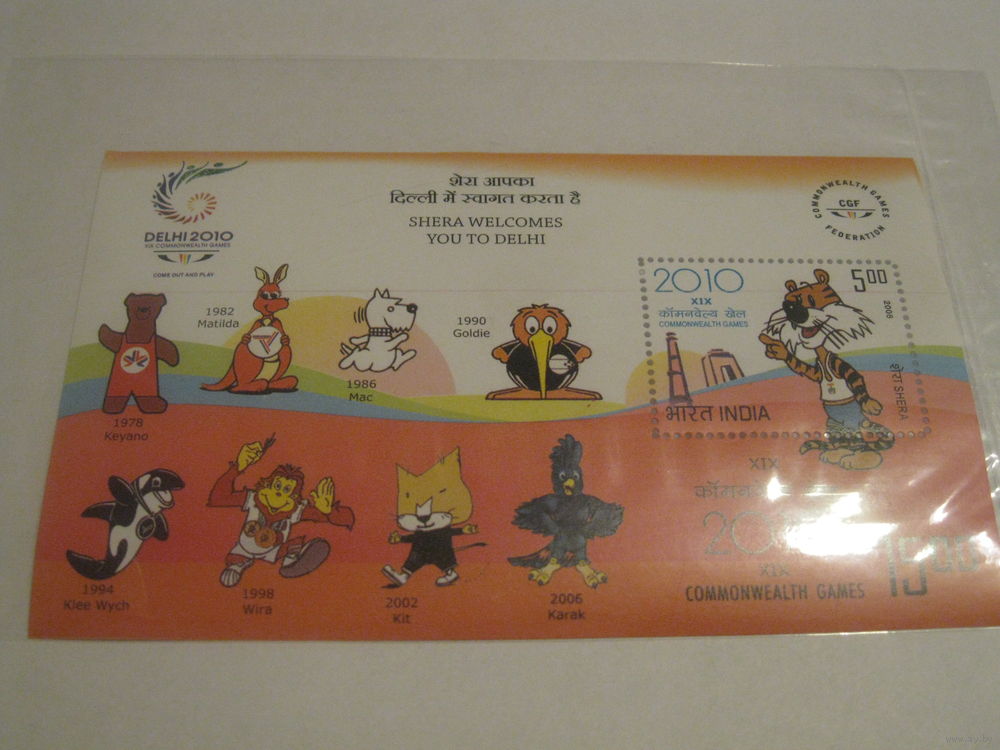 शेरा आपका
दिल्ली में स्वागत करता है
SHERA WELCOMES
YOU TO DELHI
DELHI 2010
XIX COMMONWEALTH GAMES
COME OUT AND PLAY
COMMONWEALTH GAMES
CGF
FEDERATION
2010
XIX
कॉमनवेल्थ खेल
COMMONWEALTH GAMES
5.00
2008
शेरा SHERA
भारत INDIA
1978
Keyano
1982
Matilda
1986
Mac
1990
Goldie
1994
Klee Wych
1998
Wira
2002
Kit
2006
Karak
XIX
XIX
COMMONWEALTH GAMES